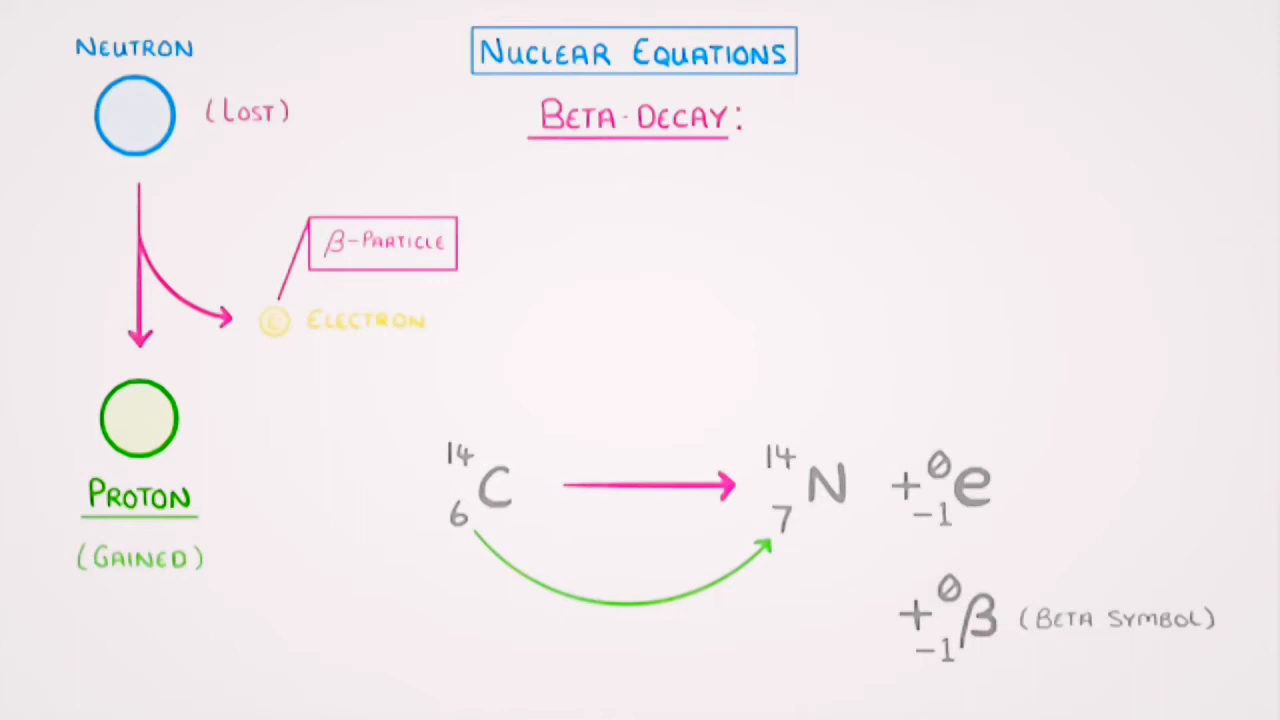 NUCLEAR EQUATIONS
BETA-DECAY:
NEUTRON
(LOST)
β-PARTICLE
e ELECTRON
PROTON
(GAINED)
14 14 0
C N + e
6 7 -1
0
+ β (BETA SYMBOL)
-1